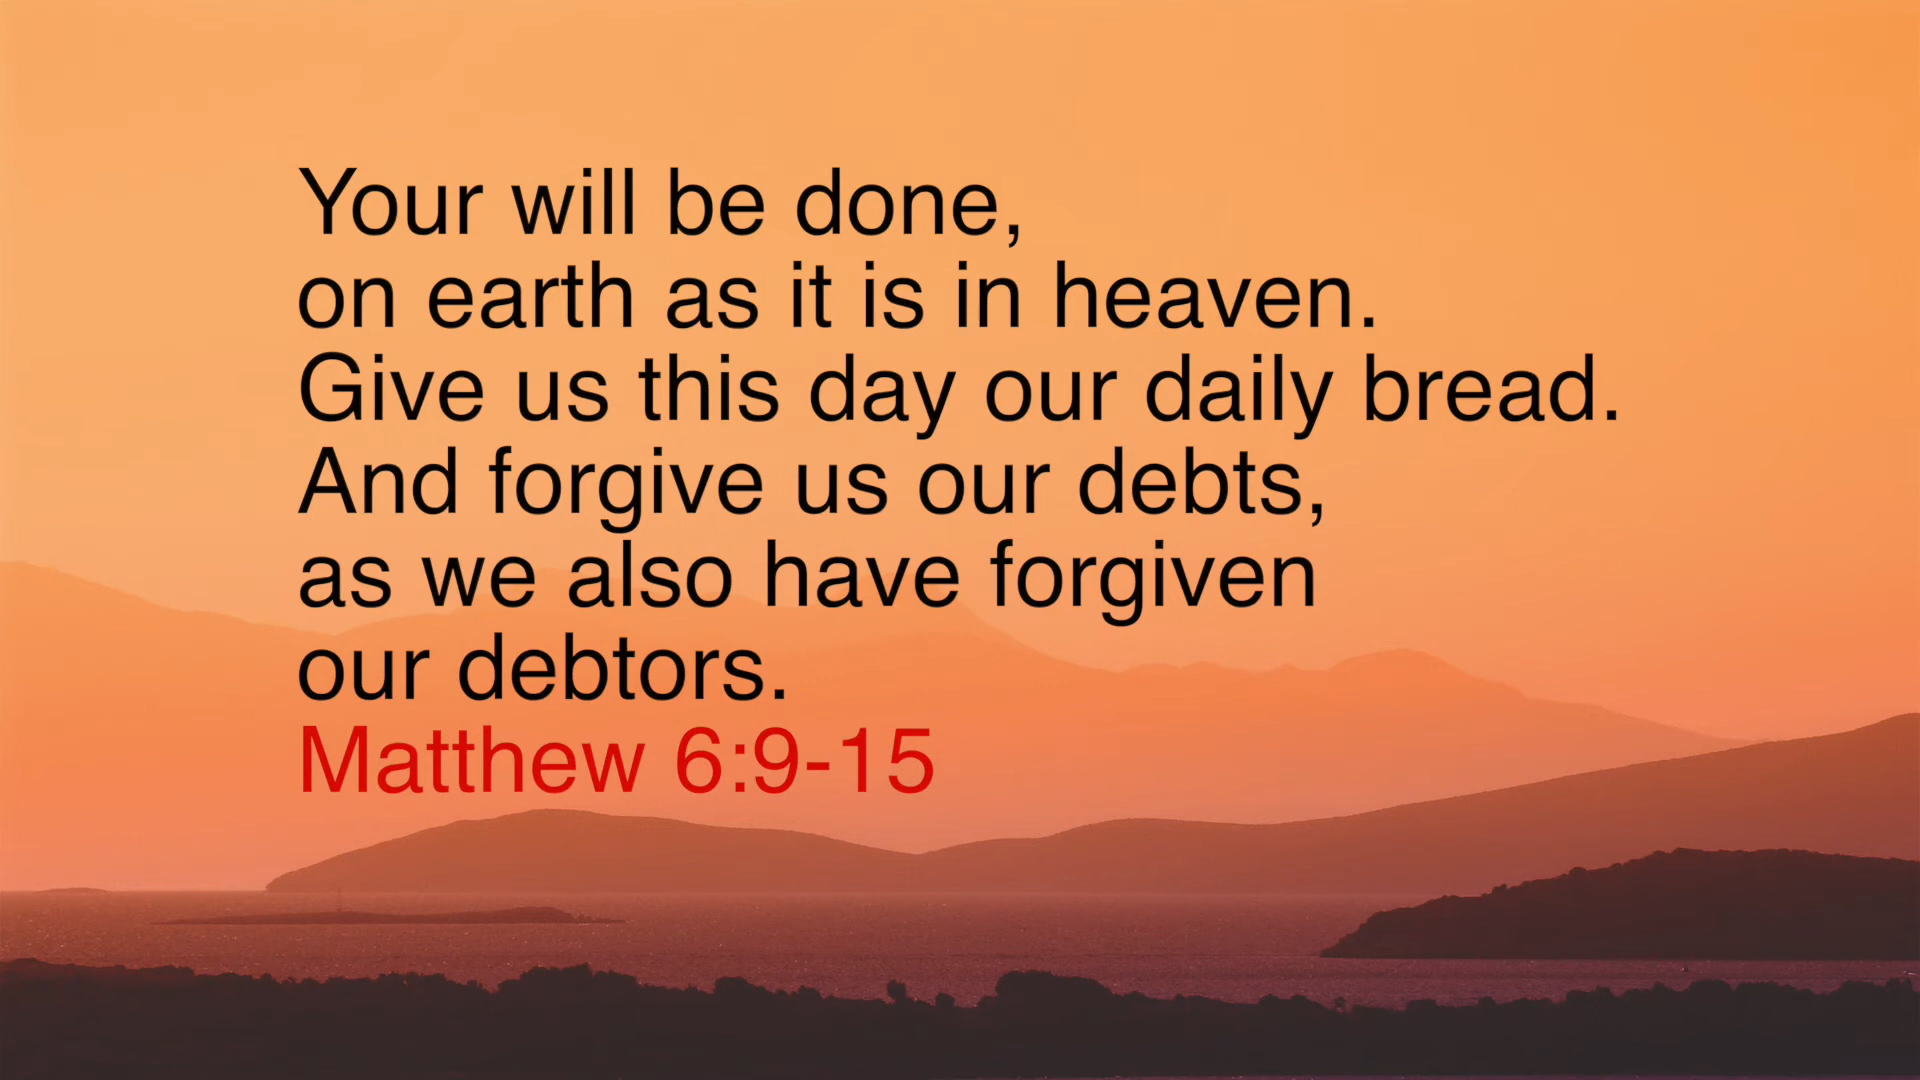 Your will be done,
on earth as it is in heaven.
Give us this day our daily bread.
And forgive us our debts,
as we also have forgiven
our debtors.
Matthew 6:9-15